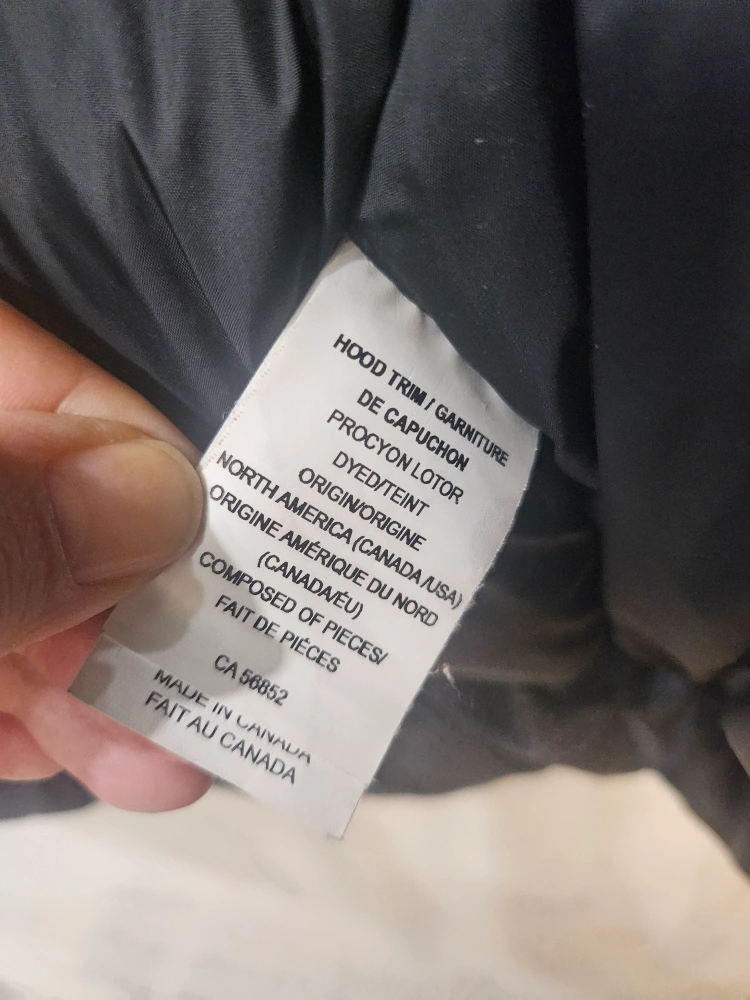 HOOD TRIM / GARNITURE
DE CAPUCHON
PROCYON LOTOR
DYED/TEINT
ORIGIN/ORIGINE
NORTH AMERICA (CANADA /USA)
ORIGINE AMÉRIQUE DU NORD
(CANADA/ÉU)
COMPOSED OF PIECES/
FAIT DE PIÉCES
CA 56852
MADE IN CANADA
FAIT AU CANADA